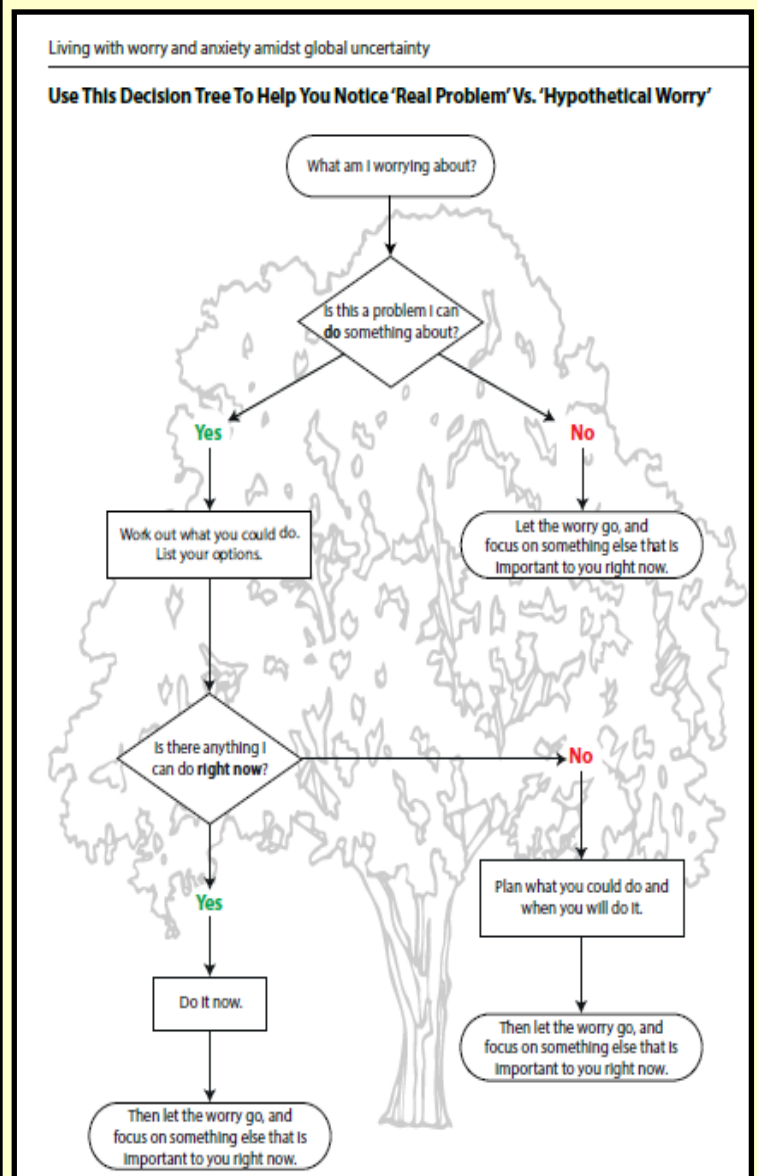 Living with worry and anxiety amidst global uncertainty
Use This Decision Tree To Help You Notice ‘Real Problem’ Vs. ‘Hypothetical Worry’
What am I worrying about?
Is this a problem I can
do something about?
Yes
No
Work out what you could do.
List your options.
Let the worry go, and
focus on something else that is
important to you right now.
Is there anything I
can do right now?
No
Yes
Plan what you could do and
when you will do it.
Do it now.
Then let the worry go, and
focus on something else that is
important to you right now.
Then let the worry go, and
focus on something else that is
important to you right now.